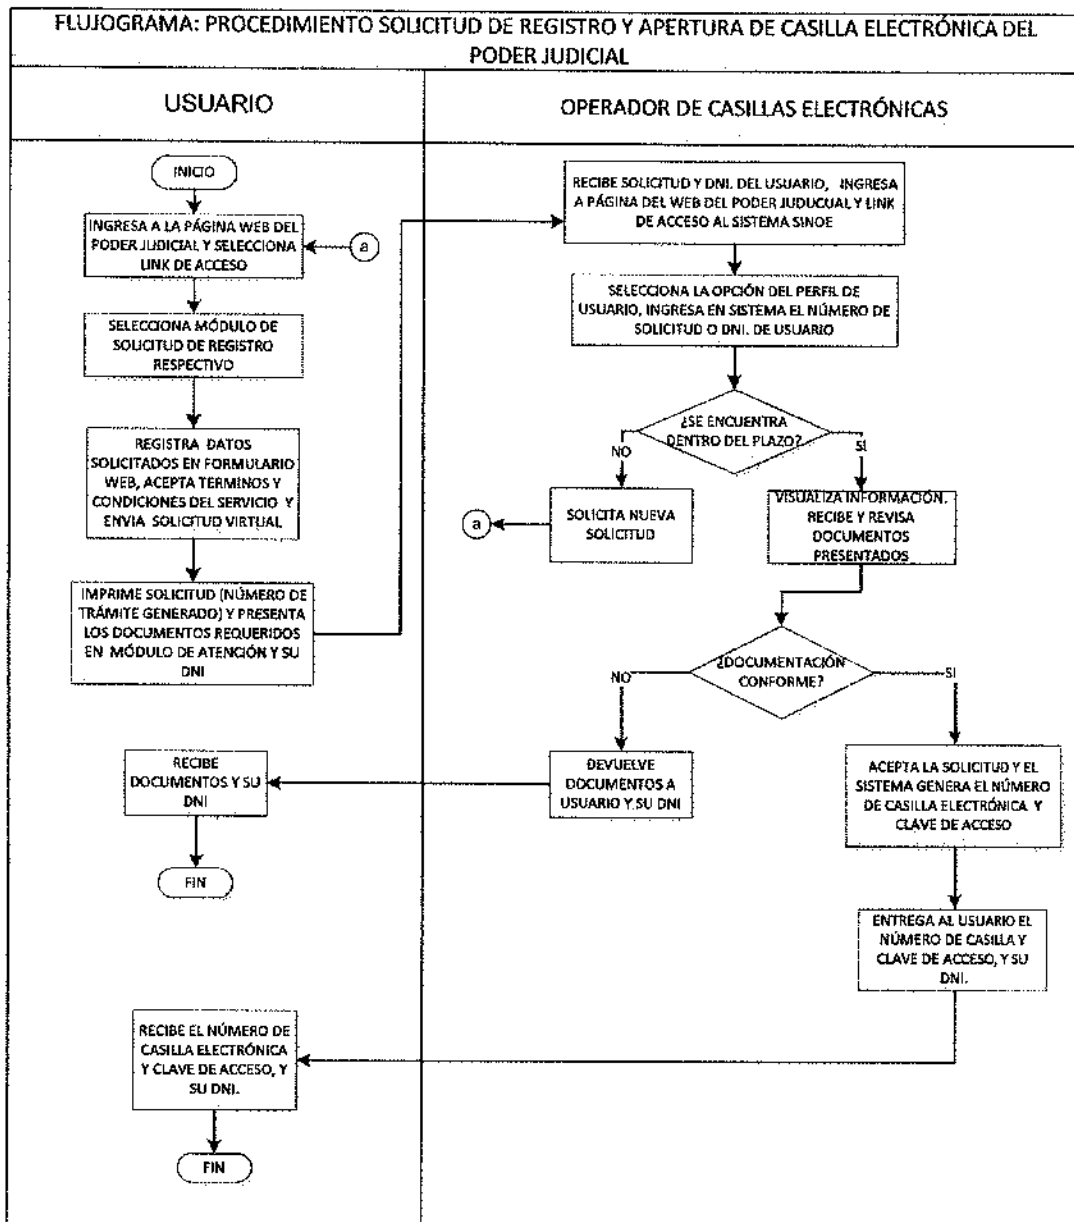 FLUJOGRAMA: PROCEDIMIENTO SOLICITUD DE REGISTRO Y APERTURA DE CASILLA ELECTRÓNICA DEL
PODER JUDICIAL
USUARIO
INICIO
INGRESA A LA PÁGINA WEB DEL
PODER JUDICIAL Y SELECCIONA
LINK DE ACCESO
a
SELECCIONA MÓDULO DE
SOLICITUD DE REGISTRO
RESPECTIVO
REGISTRA DATOS
SOLICITADOS EN FORMULARIO
WEB, ACEPTA TERMINOS Y
CONDICIONES DEL SERVICIO Y
ENVIA SOLICITUD VIRTUAL
IMPRIME SOLICITUD (NÚMERO DE
TRÁMITE GENERADO) Y PRESENTA
LOS DOCUMENTOS REQUERIDOS
EN MÓDULO DE ATENCIÓN Y SU
DNI
RECIBE
DOCUMENTOS Y SU
DNI
FIN
RECIBE EL NÚMERO DE
CASILLA ELECTRÓNICA
Y CLAVE DE ACCESO, Y
SU DNI.
FIN
OPERADOR DE CASILLAS ELECTRÓNICAS
RECIBE SOLICITUD Y DNI. DEL USUARIO, INGRESA
A PÁGINA DEL WEB DEL PODER JUDUCUAL Y LINK
DE ACCESO AL SISTEMA SINOE
SELECCIONA LA OPCIÓN DEL PERFIL DE
USUARIO, INGRESA EN SISTEMA EL NÚMERO DE
SOLICITUD O DNI. DE USUARIO
¿SE ENCUENTRA
DENTRO DEL PLAZO?
NO
SI
SOLICITA NUEVA
SOLICITUD
a
VISUALIZA INFORMACIÓN.
RECIBE Y REVISA
DOCUMENTOS
PRESENTADOS
¿DOCUMENTACIÓN
CONFORME?
NO
SI
DEVUELVE
DOCUMENTOS A
USUARIO Y SU DNI
ACEPTA LA SOLICITUD Y EL
SISTEMA GENERA EL NÚMERO
DE CASILLA ELECTRÓNICA Y
CLAVE DE ACCESO
ENTREGA AL USUARIO EL
NÚMERO DE CASILLA Y
CLAVE DE ACCESO, Y SU
DNI.